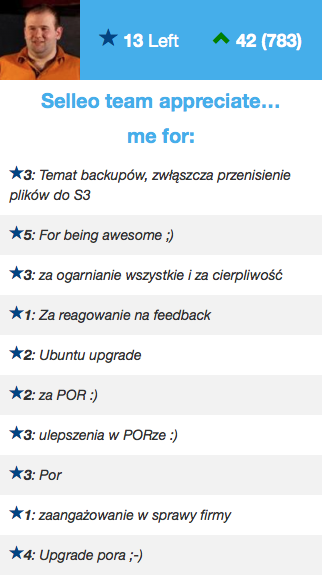 13 Left 42 (783)
Selleo team appreciate…
me for:
3: Temat backupów, zwłąszcza przenisienie
plików do S3
5: For being awesome ;)
3: za ogarnianie wszystkie i za cierpliwość
1: Za reagowanie na feedback
2: Ubuntu upgrade
2: za POR :)
3: ulepszenia w PORze :)
3: Por
1: zaangażowanie w sprawy firmy
4: Upgrade pora ;-)